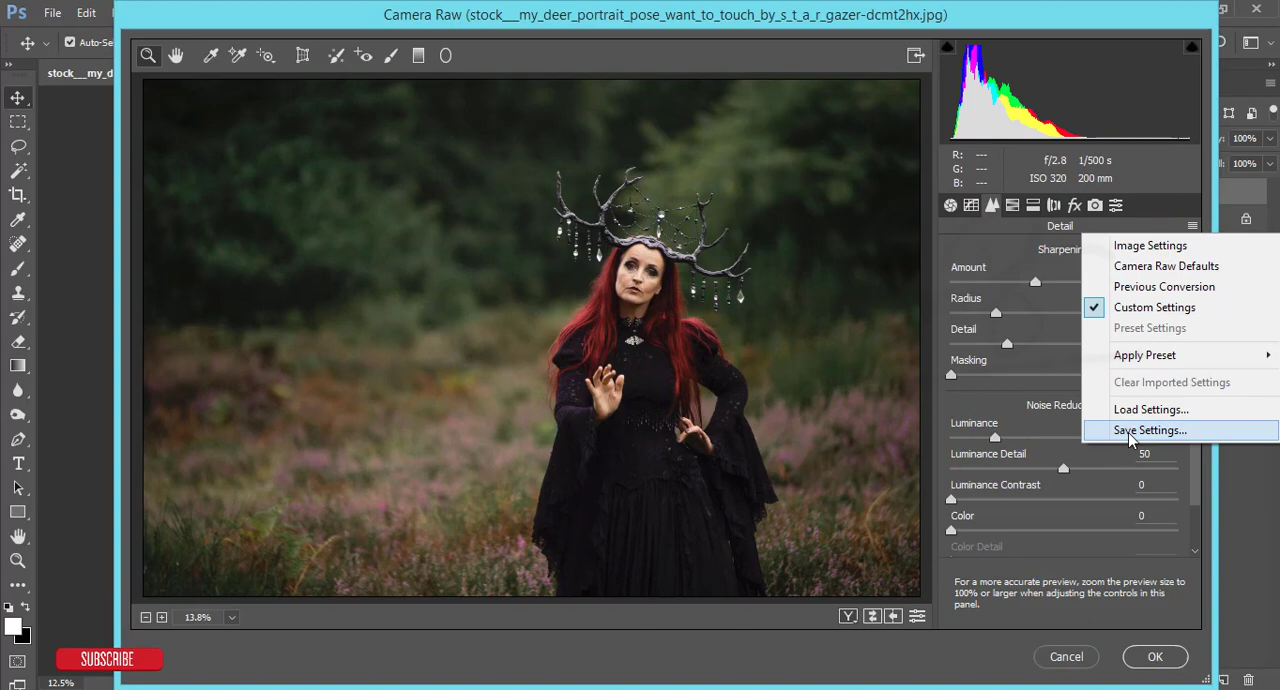 Camera Raw (stock__my_deer_portrait_pose_want_to_touch_by_s_t_a_r_gazer-dcmt2hx.jpg)
Ps
File
Edit
Auto-Se
stock__my_d
R: ---
G: ---
B: ---
f/2.8 1/500 s
ISO 320 200 mm
100%
100%
Detail
Sharpenin
Amount
Radius
Detail
Masking
Noise Reduc
Luminance
Luminance Detail 50
Luminance Contrast 0
Color 0
Color Detail
Image Settings
Camera Raw Defaults
Previous Conversion
Custom Settings
Preset Settings
Apply Preset
Clear Imported Settings
Load Settings...
Save Settings...
For a more accurate preview, zoom the preview size to
100% or larger when adjusting the controls in this
panel.
13.8%
Y
Cancel
OK
SUBSCRIBE
12.5%